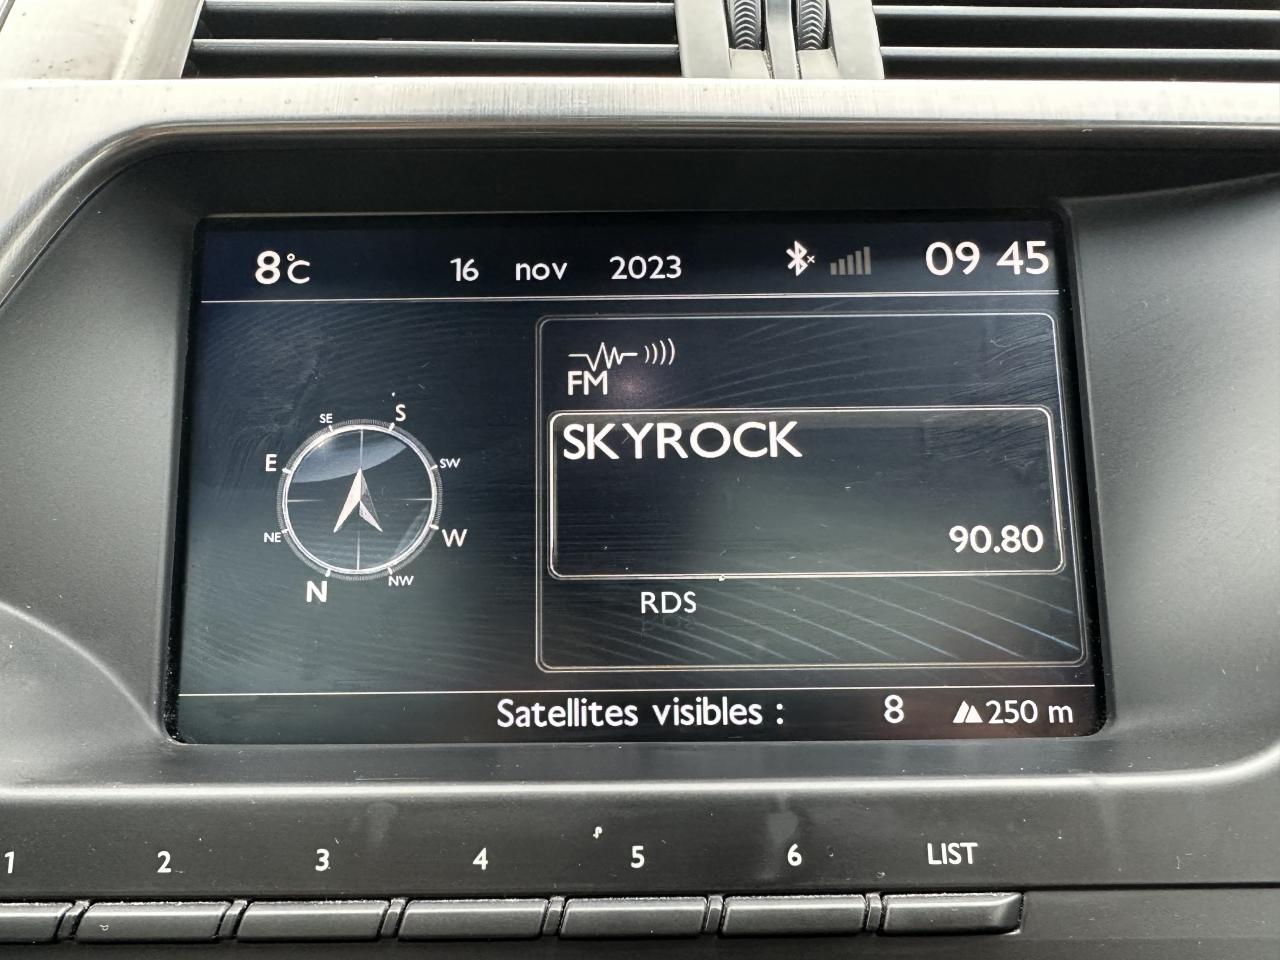 8°C 16 nov 2023 09 45
FM
SKYROCK
90.80
RDS
SE S
E SW
NE W
N NW
Satellites visibles : 8 250 m
1 2 3 4 5 6 LIST